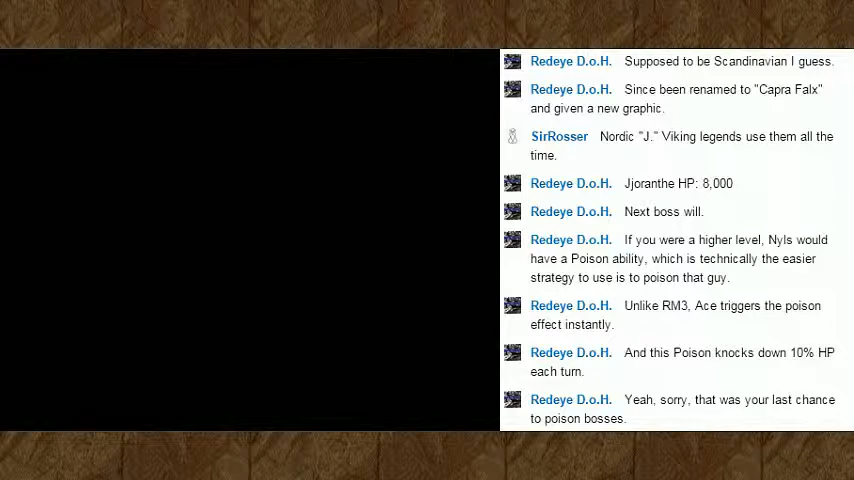 Redeye D.o.H. Supposed to be Scandinavian I guess.
Redeye D.o.H. Since been renamed to "Capra Falx"
and given a new graphic.
SirRosser Nordic "J." Viking legends use them all the
time.
Redeye D.o.H. Jjoranthe HP: 8,000
Redeye D.o.H. Next boss will.
Redeye D.o.H. If you were a higher level, Nyls would
have a Poison ability, which is technically the easier
strategy to use is to poison that guy.
Redeye D.o.H. Unlike RM3, Ace triggers the poison
effect instantly.
Redeye D.o.H. And this Poison knocks down 10% HP
each turn.
Redeye D.o.H. Yeah, sorry, that was your last chance
to poison bosses.